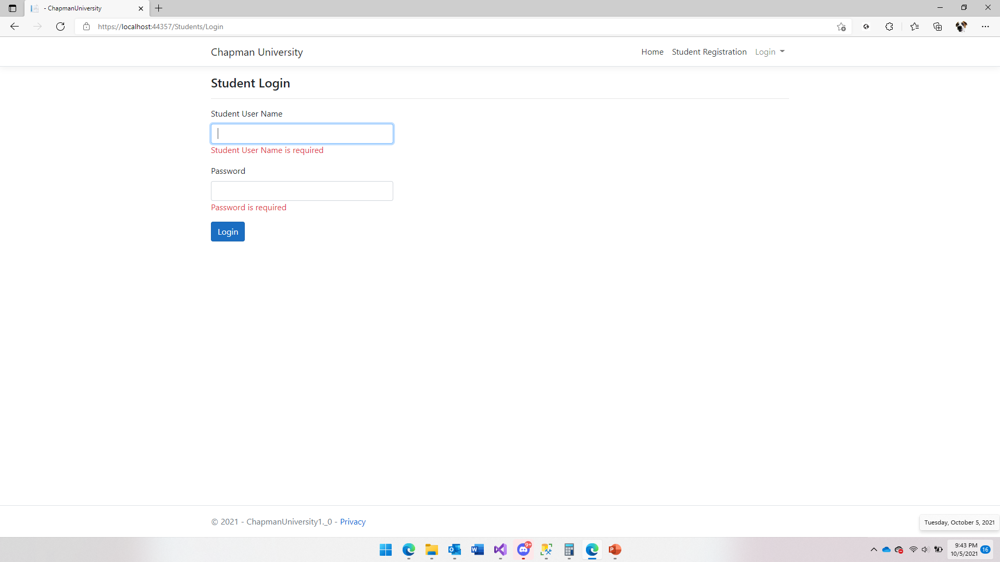 - ChapmanUniversity
https://localhost:44357/Students/Login
Chapman University
Home Student Registration Login
Student Login
Student User Name
Student User Name is required
Password
Password is required
Login
© 2021 - ChapmanUniversity1._0 - Privacy
Tuesday, October 5, 2021
9+
9:43 PM
10/5/2021
16